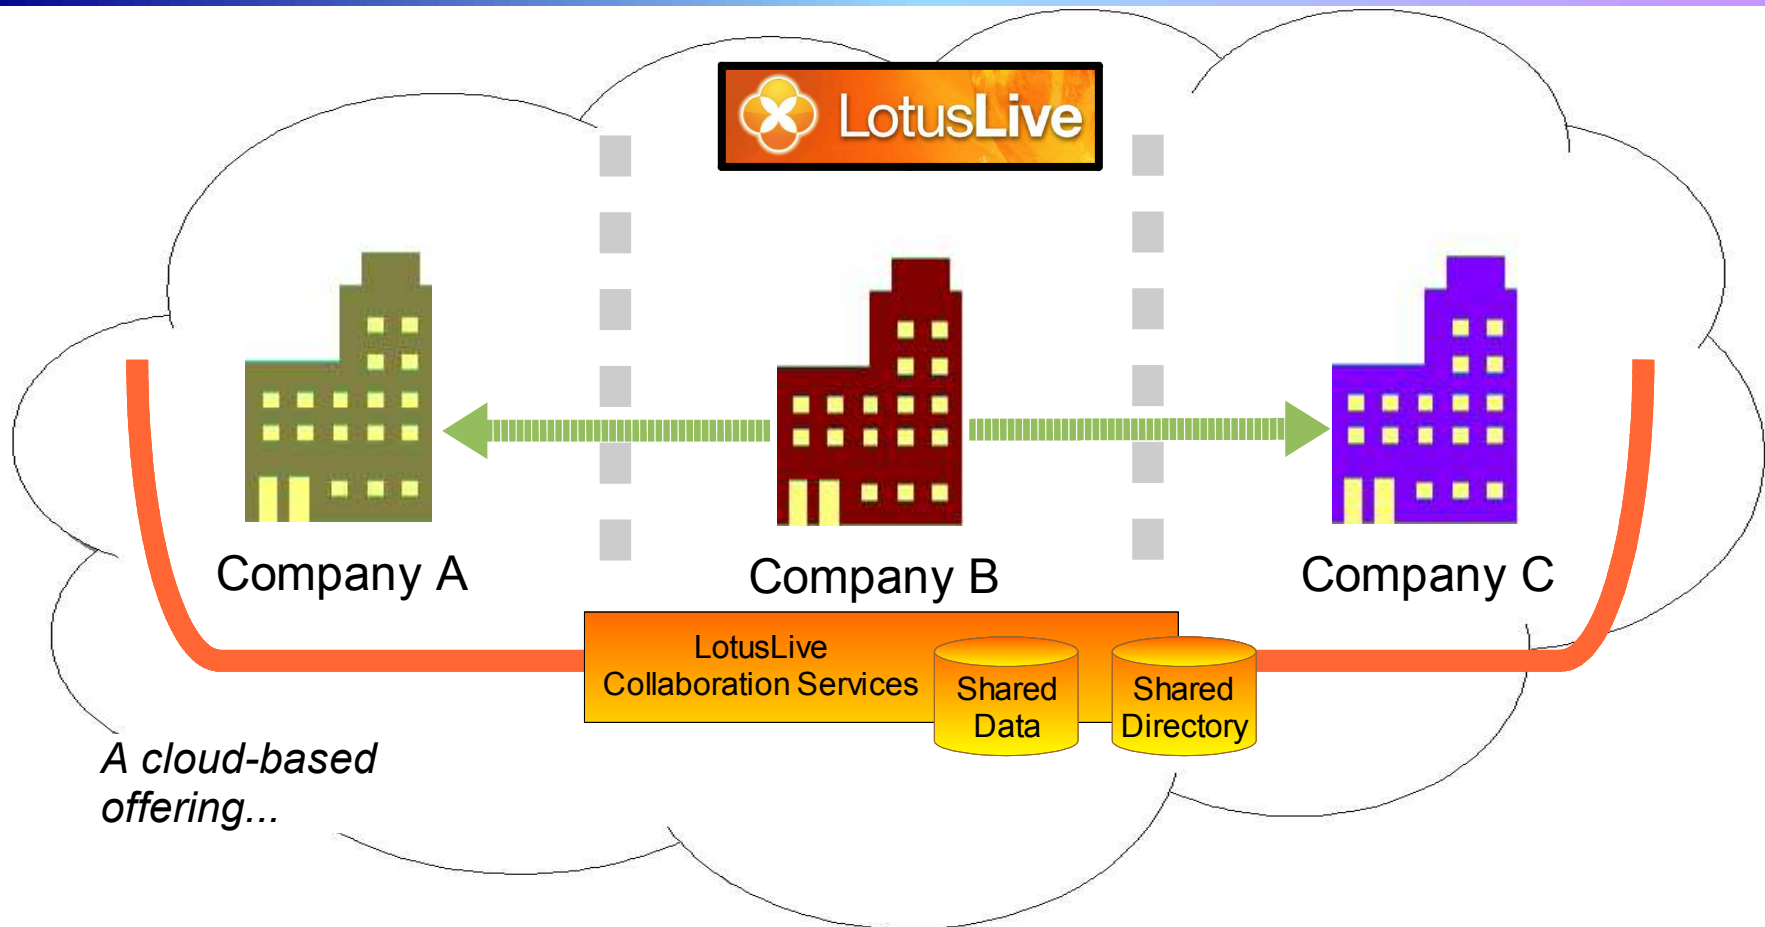 LotusLive
Company A
Company B
Company C
LotusLive
Collaboration Services
Shared
Data
Shared
Directory
A cloud-based
offering...